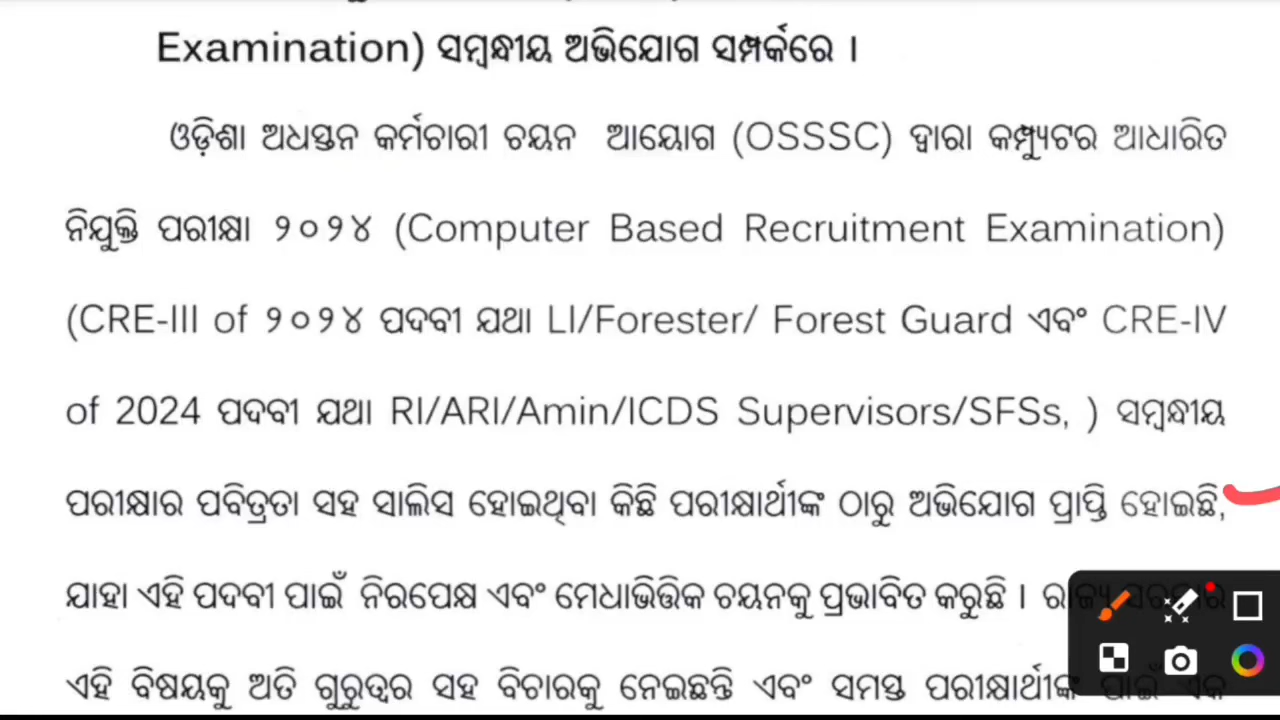 Examination) ସମ୍ବନ୍ଧୀୟ ଅଭିଯୋଗ ସମ୍ପର୍କରେ ।
ଓଡ଼ିଶା ଅଧସ୍ତନ କର୍ମଚାରୀ ଚୟନ ଆୟୋଗ (OSSSC) ଦ୍ୱାରା କମ୍ପ୍ୟୁଟର ଆଧାରିତ
ନିଯୁକ୍ତି ପରୀକ୍ଷା ୨୦୨୪ (Computer Based Recruitment Examination)
(CRE-III of ୨୦୨୪ ପଦବୀ ଯଥା LI/Forester/ Forest Guard ଏବଂ CRE-IV
of 2024 ପଦବୀ ଯଥା RI/ARI/Amin/ICDS Supervisors/SFSs, ) ସମ୍ବନ୍ଧୀୟ
ପରୀକ୍ଷାର ପବିତ୍ରତା ସହ ସାଲିସ ହୋଇଥିବା କିଛି ପରୀକ୍ଷାର୍ଥୀଙ୍କ ଠାରୁ ଅଭିଯୋଗ ପ୍ରାପ୍ତି ହୋଇଛି,
ଯାହା ଏହି ପଦବୀ ପାଇଁ ନିରପେକ୍ଷ ଏବଂ ମେଧାଭିତ୍ତିକ ଚୟନକୁ ପ୍ରଭାବିତ କରୁଛି । ରାଜ୍ୟ ସରକାର
ଏହି ବିଷୟକୁ ଅତି ଗୁରୁତ୍ୱର ସହ ବିଚାରକୁ ନେଇଛନ୍ତି ଏବଂ ସମସ୍ତ ପରୀକ୍ଷାର୍ଥୀଙ୍କ ପାଇଁ ଏକ